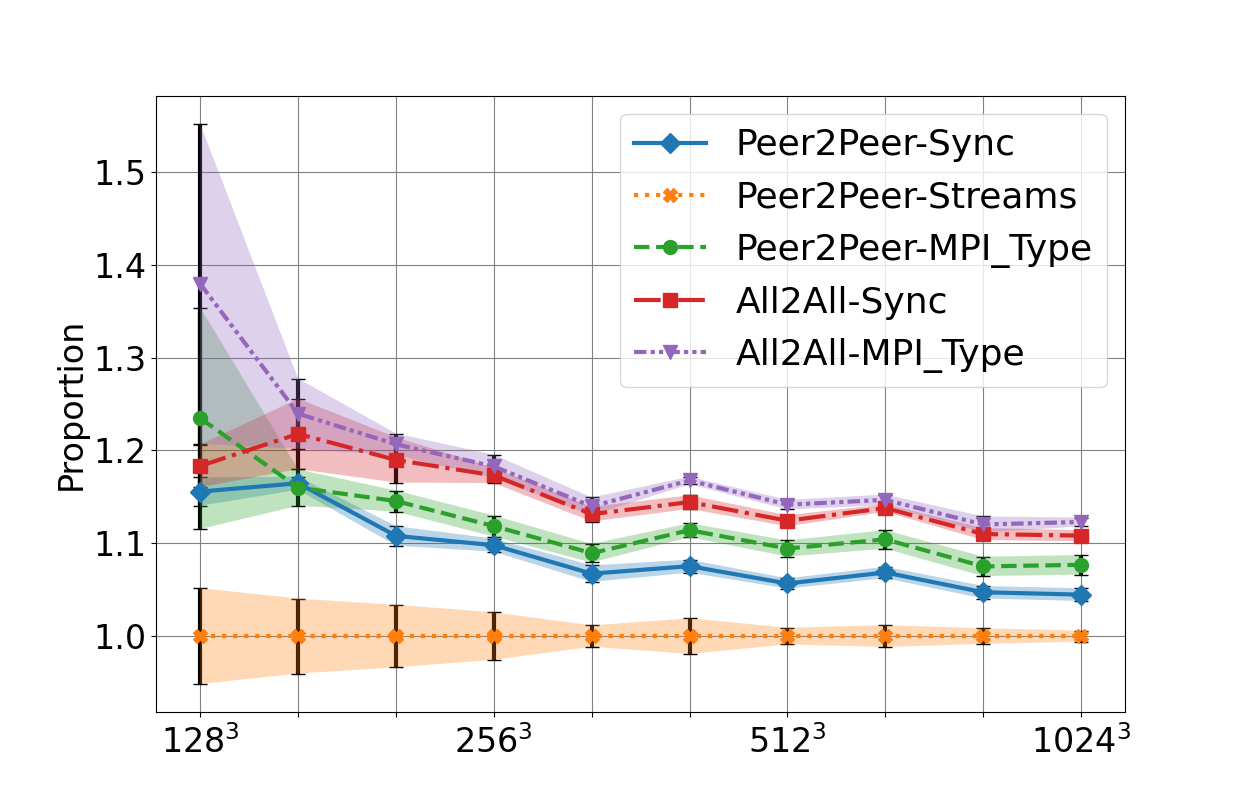 Proportion
1.5
1.4
1.3
1.2
1.1
1.0
128³
256³
512³
1024³
Peer2Peer-Sync
Peer2Peer-Streams
Peer2Peer-MPI_Type
All2All-Sync
All2All-MPI_Type